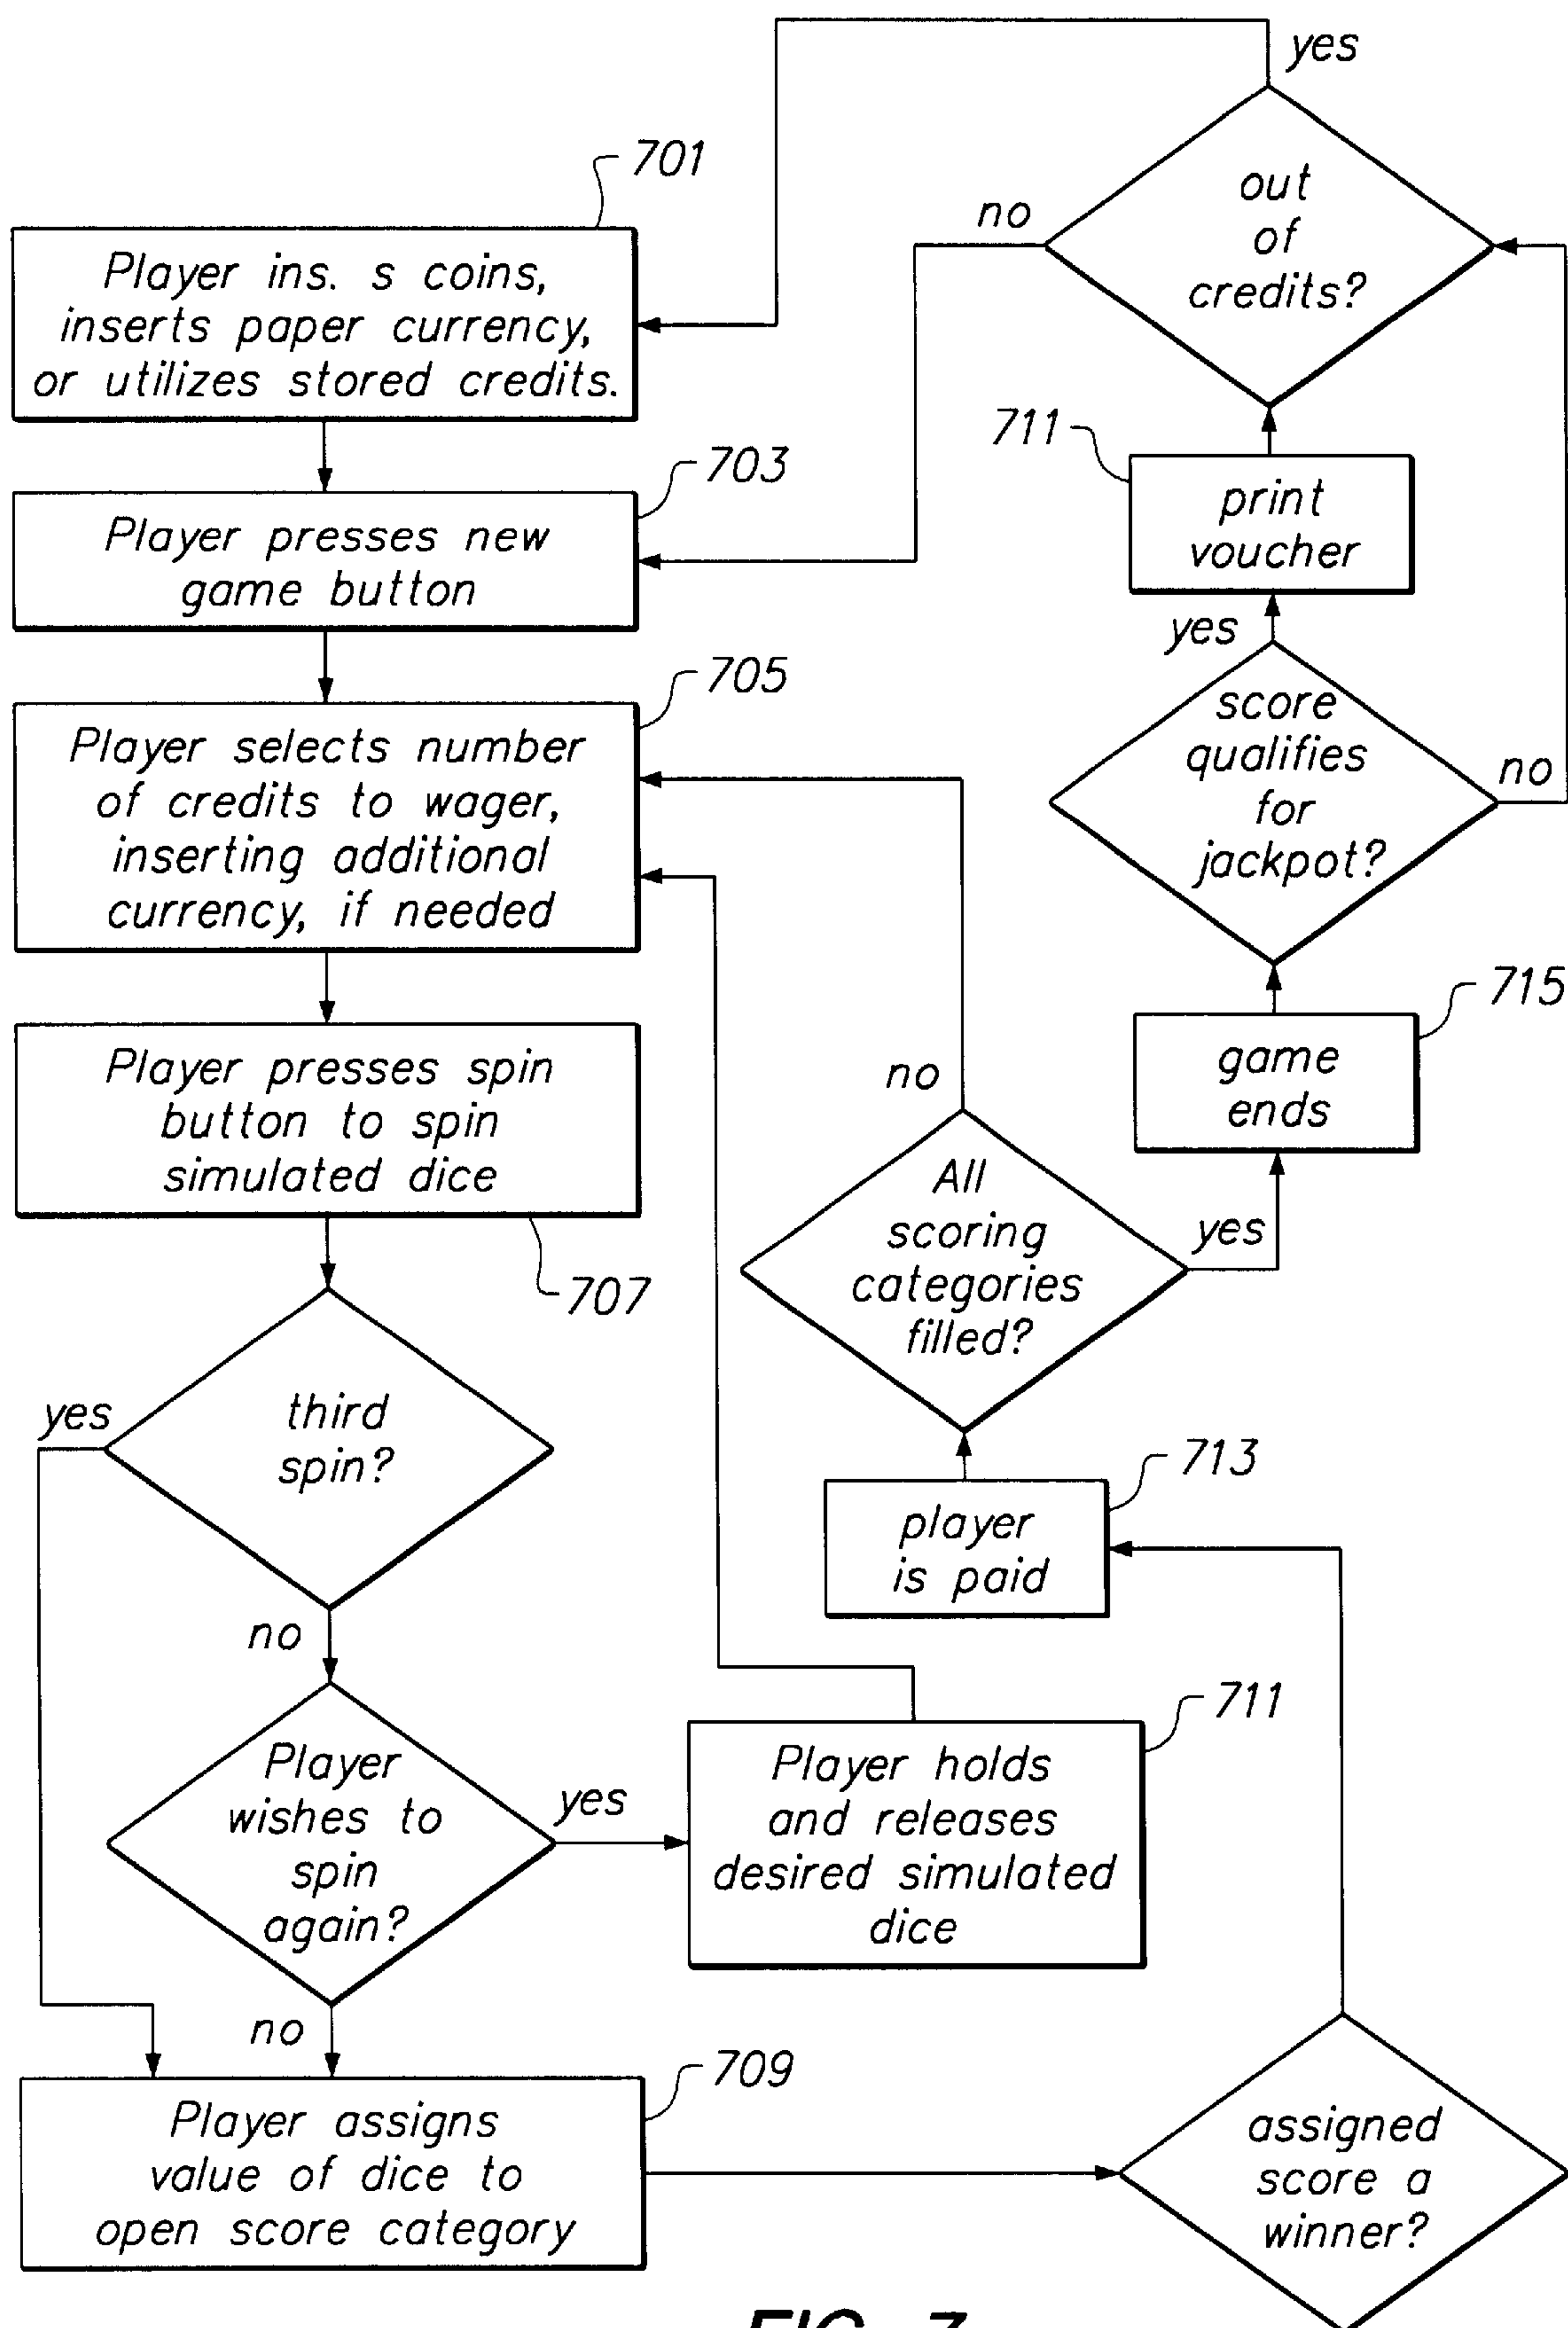 yes
701
out
of
credits?
no
Player ins. s coins,
inserts paper currency,
or utilizes stored credits.
711
703
print
voucher
Player presses new
game button
yes
705
score
qualifies
for
jackpot?
no
Player selects number
of credits to wager,
inserting additional
currency, if needed
715
game
ends
no
Player presses spin
button to spin
simulated dice
All
scoring
categories
filled?
yes
707
yes
third
spin?
713
player
is paid
no
711
Player
wishes to
spin
again?
yes
Player holds
and releases
desired simulated
dice
no
709
Player assigns
value of dice to
open score category
assigned
score a
winner?